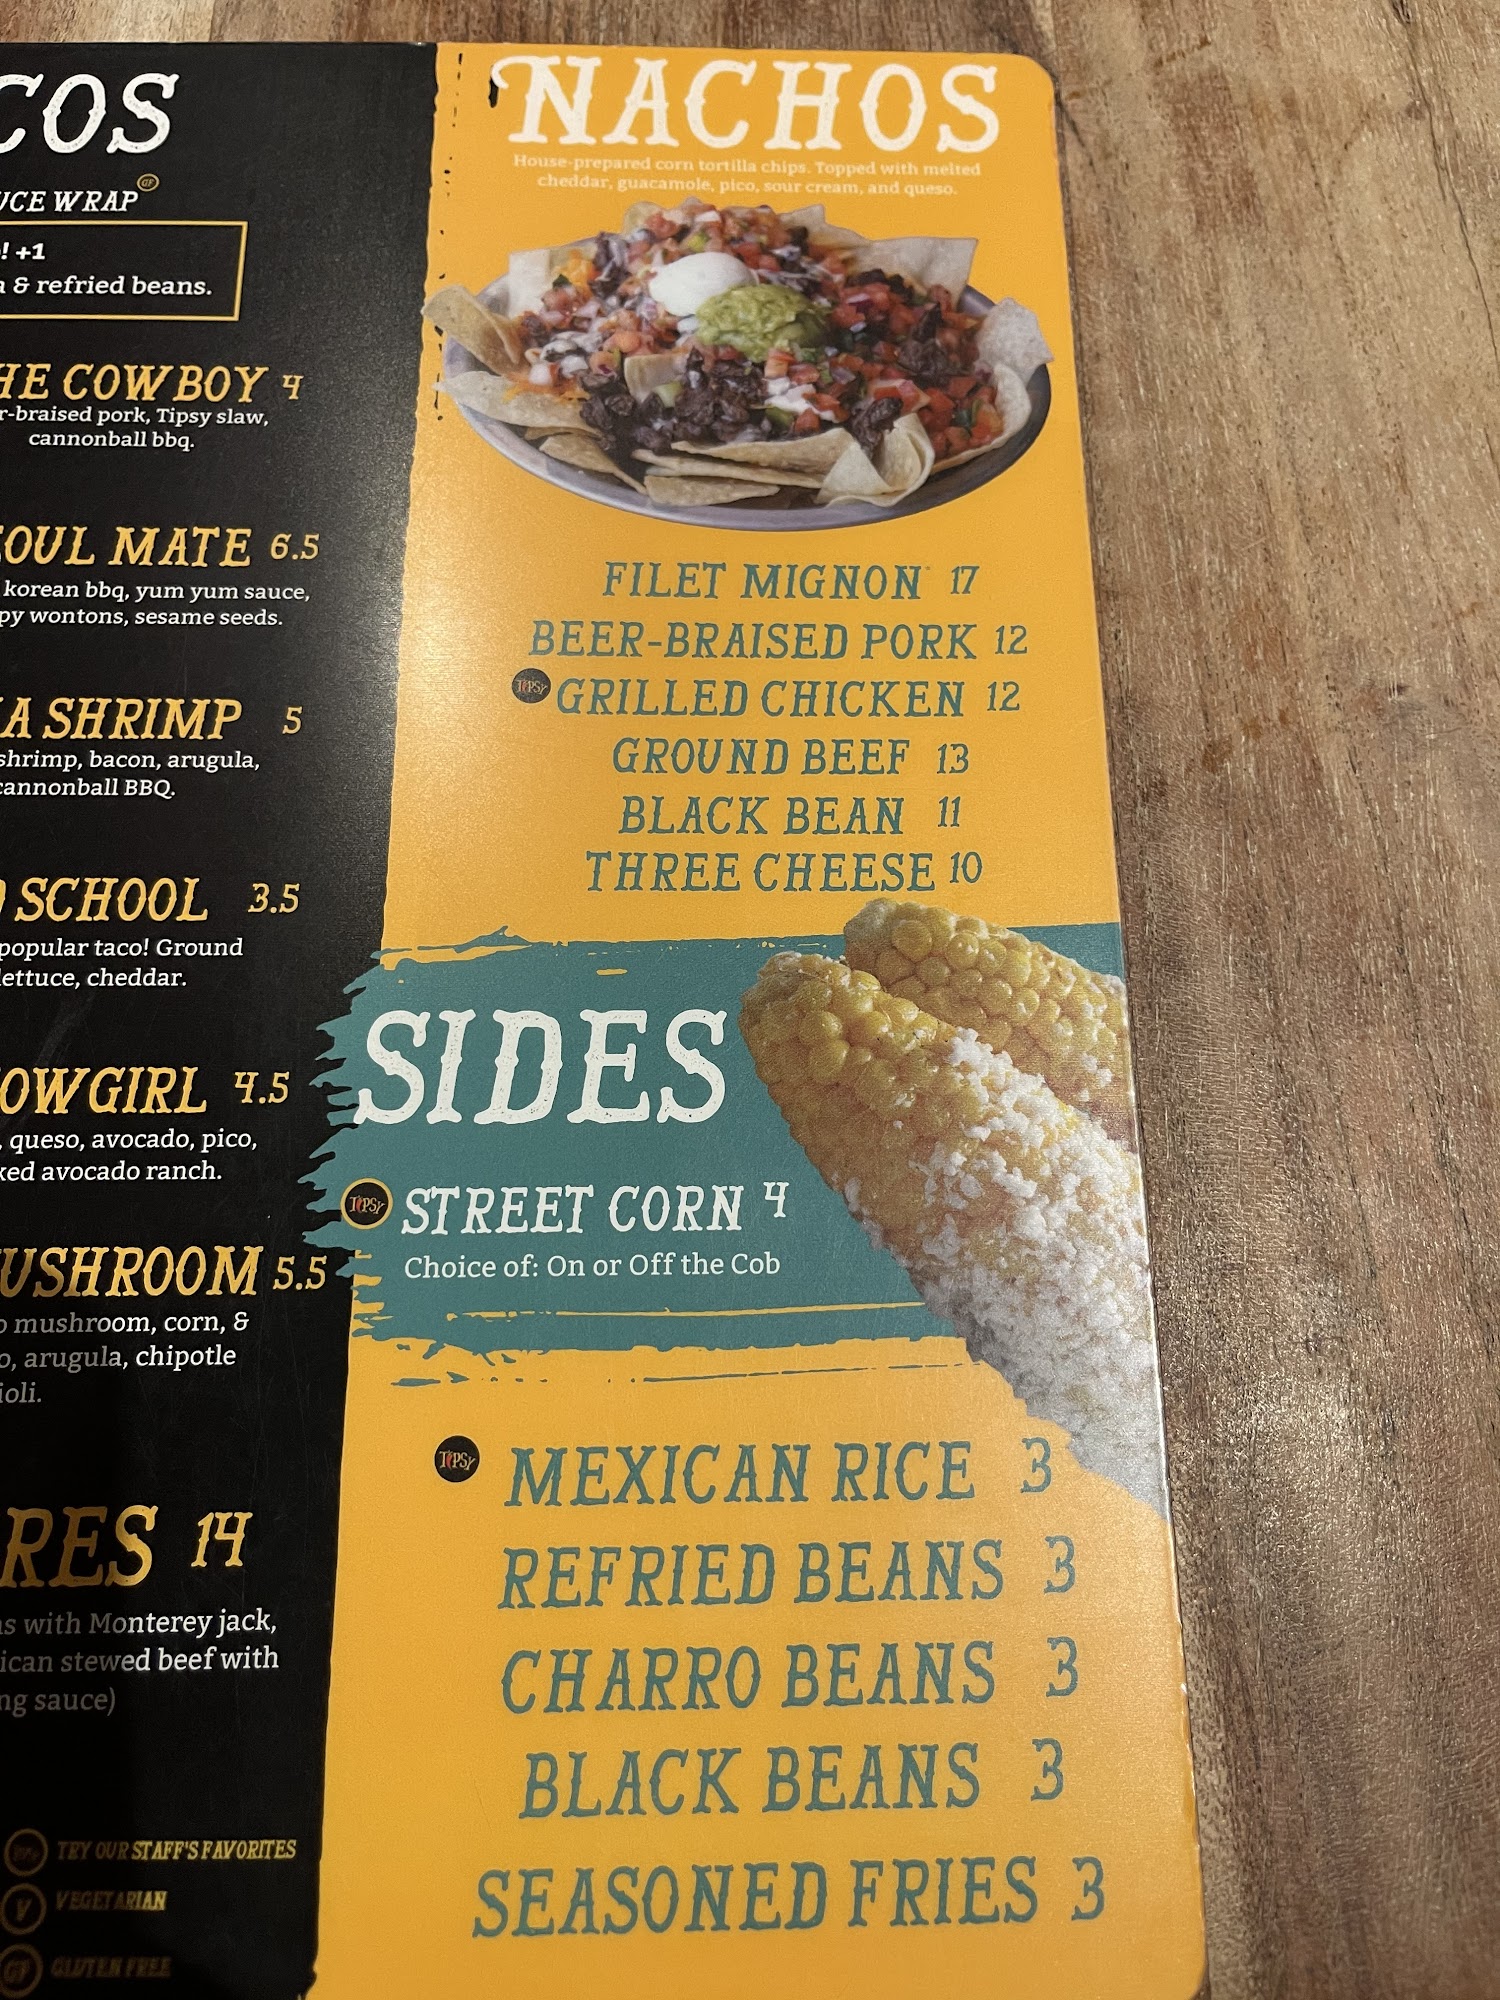 COS
UCE WRAP GF
! +1
& refried beans.
HE COWBOY 4
r-braised pork, Tipsy slaw,
cannonball bbq.
EOUL MATE 6.5
korean bbq, yum yum sauce,
py wontons, sesame seeds.
A SHRIMP 5
shrimp, bacon, arugula,
cannonball BBQ.
SCHOOL 3.5
popular taco! Ground
lettuce, cheddar.
OWGIRL 4.5
, queso, avocado, pico,
ked avocado ranch.
USHROOM 5.5
o mushroom, corn, &
o, arugula, chipotle
ioli.
RES 14
ns with Monterey jack,
ican stewed beef with
ng sauce)
TRY OUR STAFF'S FAVORITES
V VEGETARIAN
GF GLUTEN FREE
NACHOS
House-prepared corn tortilla chips. Topped with melted
cheddar, guacamole, pico, sour cream, and queso.
FILET MIGNON* 17
BEER-BRAISED PORK 12
TIPSY GRILLED CHICKEN 12
GROUND BEEF 13
BLACK BEAN 11
THREE CHEESE 10
SIDES
TIPSY STREET CORN 4
Choice of: On or Off the Cob
TIPSY MEXICAN RICE 3
REFRIED BEANS 3
CHARRO BEANS 3
BLACK BEANS 3
SEASONED FRIES 3